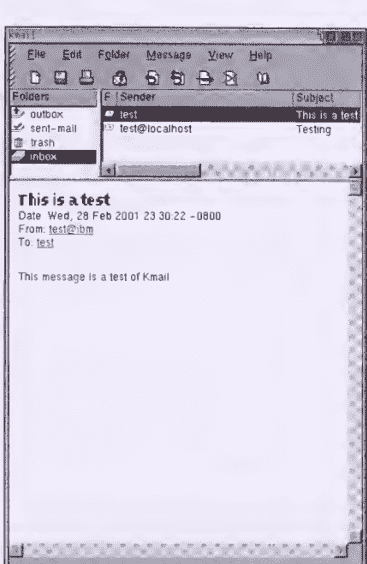 Kmail
File Edit Folder Message View Help
Folders
outbox
sent-mail
trash
inbox
F Sender Subject
test This is a test
test@localhost Testing
This is a test
Date Wed, 28 Feb 2001 23 30:22 -0800
From: test@ibm
To: test
This message is a test of Kmail